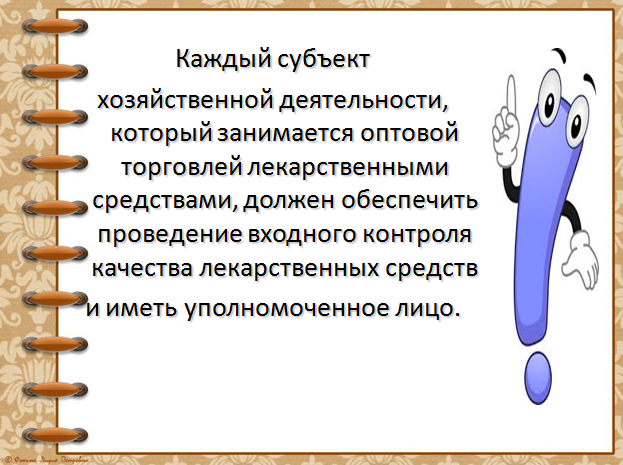 Каждый субъект
хозяйственной деятельности,
который занимается оптовой
торговлей лекарственными
средствами, должен обеспечить
проведение входного контроля
качества лекарственных средств
и иметь уполномоченное лицо.